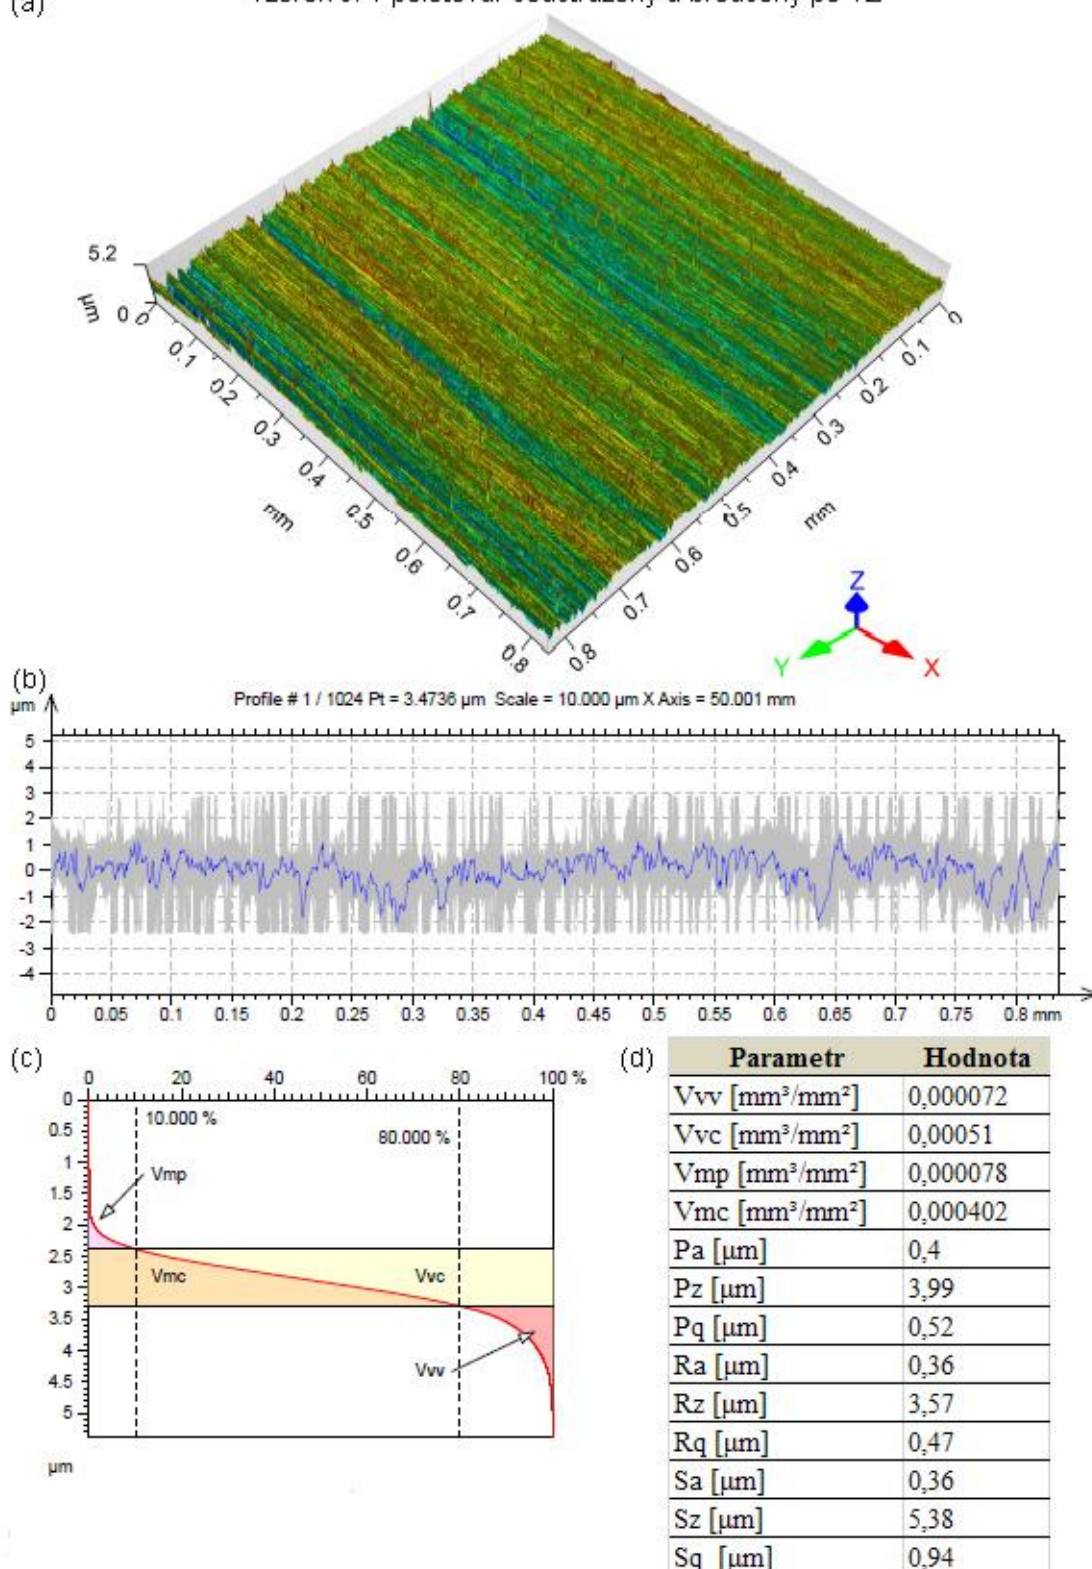 (a)
5.2
µm
0
0
0.1
0.2
0.3
0.4
0.5
0.6
0.7
0.8
mm
0
0.1
0.2
0.3
0.4
0.5
0.6
0.7
0.8
mm
Z
Y
X
(b)
µm
Profile # 1 / 1024 Pt = 3.4736 µm Scale = 10.000 µm X Axis = 50.001 mm
5
4
3
2
1
0
-1
-2
-3
-4
0 0.05 0.1 0.15 0.2 0.25 0.3 0.35 0.4 0.45 0.5 0.55 0.6 0.65 0.7 0.75 0.8 mm
(c)
0 20 40 60 80 100 %
0
0.5
1
1.5
2
2.5
3
3.5
4
4.5
5
µm
10.000 %
80.000 %
Vmp
Vmc
Vvc
Vvv
(d)
Parametr Hodnota
Vvv [mm³/mm²] 0,000072
Vvc [mm³/mm²] 0,00051
Vmp [mm³/mm²] 0,000078
Vmc [mm³/mm²] 0,000402
Pa [µm] 0,4
Pz [µm] 3,99
Pq [µm] 0,52
Ra [µm] 0,36
Rz [µm] 3,57
Rq [µm] 0,47
Sa [µm] 0,36
Sz [µm] 5,38
Sq [µm] 0,94